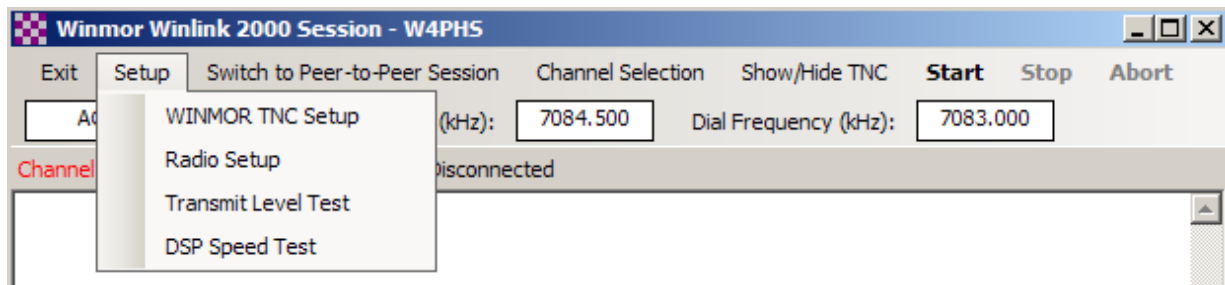 Winmor Winlink 2000 Session - W4PHS
Exit Setup Switch to Peer-to-Peer Session Channel Selection Show/Hide TNC Start Stop Abort
(kHz): 7084.500 Dial Frequency (kHz): 7083.000
Channel Disconnected
WINMOR TNC Setup
Radio Setup
Transmit Level Test
DSP Speed Test